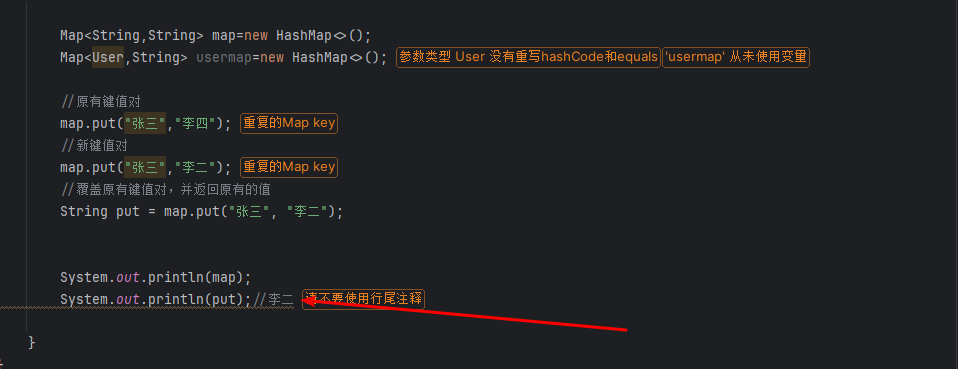 Map<String,String> map=new HashMap<>();
Map<User,String> usermap=new HashMap<>(); 参数类型 User 没有重写hashCode和equals 'usermap' 从未使用变量
//原有键值对
map.put("张三","李四"); 重复的Map key
//新键值对
map.put("张三","李二"); 重复的Map key
//覆盖原有键值对，并返回原有的值
String put = map.put("张三", "李二");
System.out.println(map);
System.out.println(put);//李二 请不要使用行尾注释
}